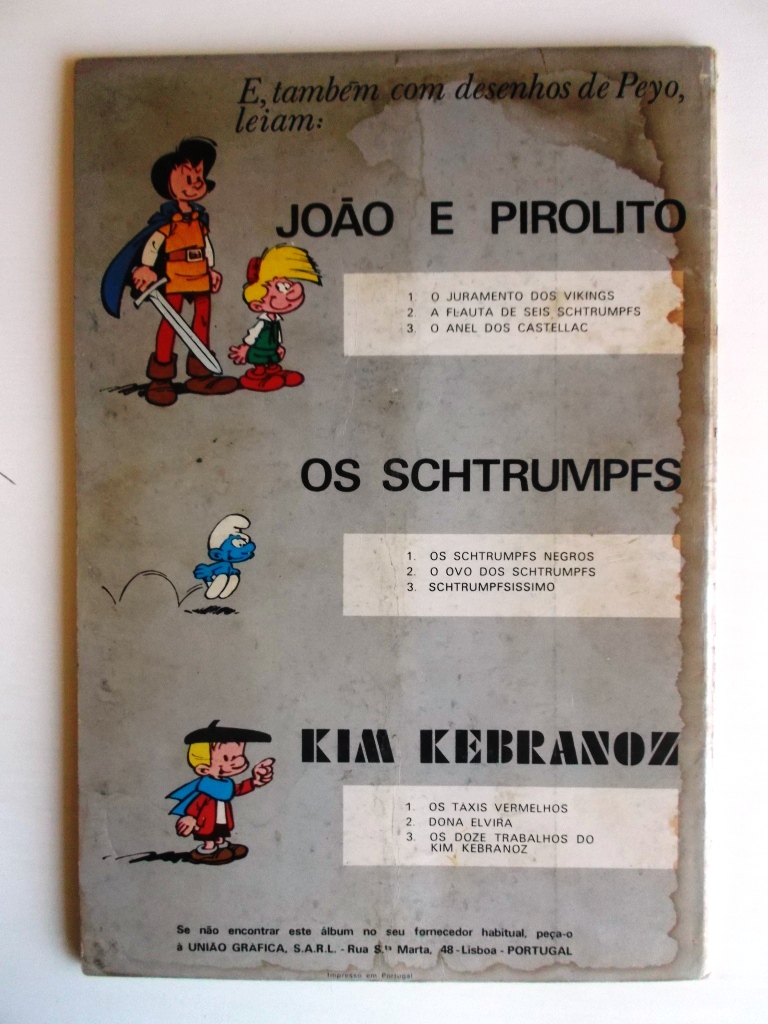 E, também com desenhos de Peyo,
leiam:
JOÃO E PIROLITO
1. O JURAMENTO DOS VIKINGS
2. A FLAUTA DE SEIS SCHTRUMPFS
3. O ANEL DOS CASTELLAC
OS SCHTRUMPFS
1. OS SCHTRUMPFS NEGROS
2. O OVO DOS SCHTRUMPFS
3. SCHTRUMPFSISSIMO
KIM KEBRANOZ
1. OS TAXIS VERMELHOS
2. DONA ELVIRA
3. OS DOZE TRABALHOS DO
KIM KEBRANOZ
Se não encontrar este álbum no seu fornecedor habitual, peça-o
à UNIÃO GRÁFICA, S.A.R.L. - Rua S.ta Marta, 48 - Lisboa - PORTUGAL
Impresso em Portugal